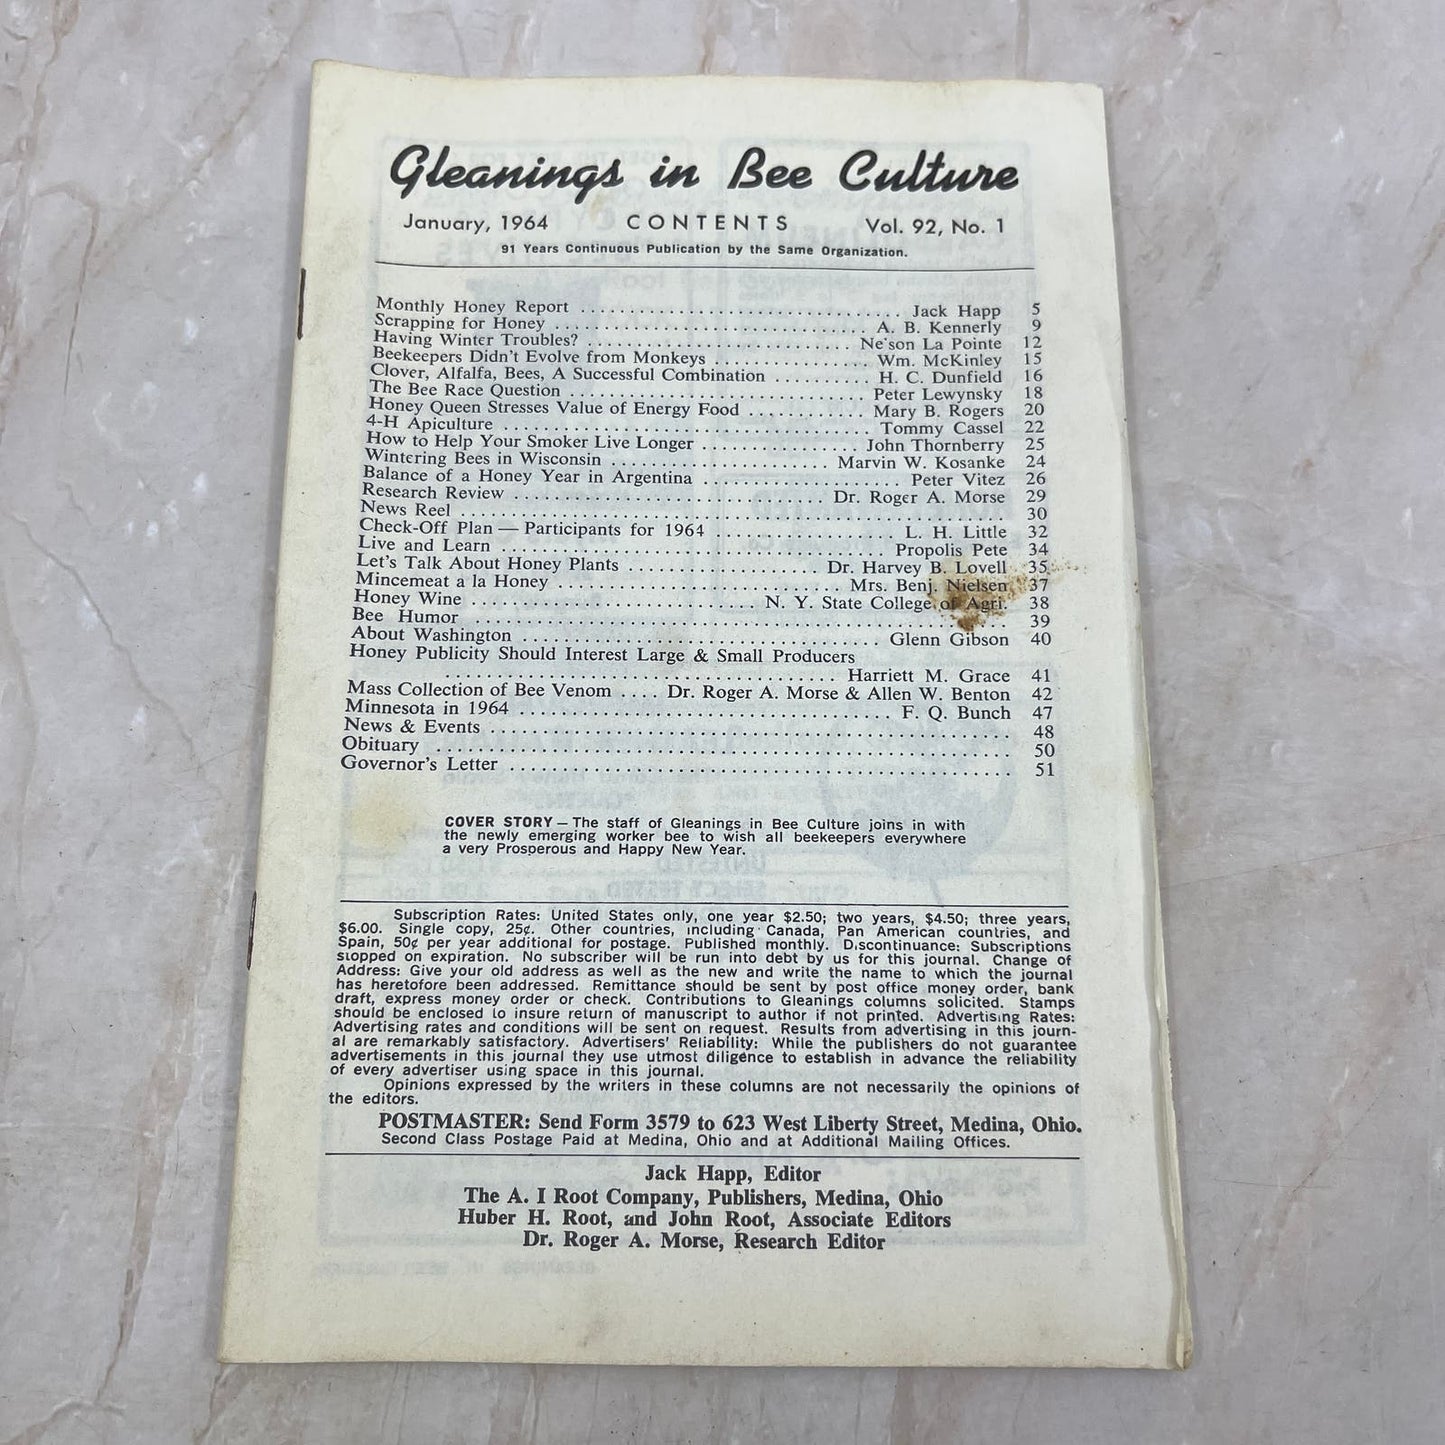 Gleanings in Bee Culture
January, 1964 CONTENTS Vol. 92, No. 1
91 Years Continuous Publication by the Same Organization.
Monthly Honey Report ................................ Jack Happ 5
Scrapping for Honey ................................ A. B. Kennerly 9
Having Winter Troubles? ........................... Ne'son La Pointe 12
Beekeepers Didn't Evolve from Monkeys ................ Wm. McKinley 15
Clover, Alfalfa, Bees, A Successful Combination .......... H. C. Dunfield 16
The Bee Race Question .............................. Peter Lewynsky 18
Honey Queen Stresses Value of Energy Food ............ Mary B. Rogers 20
4-H Apiculture ..................................... Tommy Cassel 22
How to Help Your Smoker Live Longer ................ John Thornberry 25
Wintering Bees in Wisconsin ...................... Marvin W. Kosanke 24
Balance of a Honey Year in Argentina ..................... Peter Vitez 26
Research Review ................................ Dr. Roger A. Morse 29
News Reel ....................................................... 30
Check-Off Plan — Participants for 1964 .................. L. H. Little 32
Live and Learn ....................................... Propolis Pete 34
Let's Talk About Honey Plants ................... Dr. Harvey B. Lovell 35
Mincemeat a la Honey ............................. Mrs. Benj. Nielsen 37
Honey Wine ............................. N. Y. State College of Agri. 38
Bee Humor ....................................................... 39
About Washington .................................... Glenn Gibson 40
Honey Publicity Should Interest Large & Small Producers
....................................... Harriett M. Grace 41
Mass Collection of Bee Venom .... Dr. Roger A. Morse & Allen W. Benton 42
Minnesota in 1964 ..................................... F. Q. Bunch 47
News & Events .................................................... 48
Obituary ......................................................... 50
Governor's Letter .................................................. 51
COVER STORY – The staff of Gleanings in Bee Culture joins in with
the newly emerging worker bee to wish all beekeepers everywhere
a very Prosperous and Happy New Year.
Subscription Rates: United States only, one year $2.50; two years, $4.50; three years,
$6.00. Single copy, 25¢. Other countries, including Canada, Pan American countries, and
Spain, 50¢ per year additional for postage. Published monthly. Discontinuance: Subscriptions
stopped on expiration. No subscriber will be run into debt by us for this journal. Change of
Address: Give your old address as well as the new and write the name to which the journal
has heretofore been addressed. Remittance should be sent by post office money order, bank
draft, express money order or check. Contributions to Gleanings columns solicited. Stamps
should be enclosed to insure return of manuscript to author if not printed. Advertising Rates:
Advertising rates and conditions will be sent on request. Results from advertising in this journ-
al are remarkably satisfactory. Advertisers' Reliability: While the publishers do not guarantee
advertisements in this journal they use utmost diligence to establish in advance the reliability
of every advertiser using space in this journal.
Opinions expressed by the writers in these columns are not necessarily the opinions of
the editors.
POSTMASTER: Send Form 3579 to 623 West Liberty Street, Medina, Ohio.
Second Class Postage Paid at Medina, Ohio and at Additional Mailing Offices.
Jack Happ, Editor
The A. I Root Company, Publishers, Medina, Ohio
Huber H. Root, and John Root, Associate Editors
Dr. Roger A. Morse, Research Editor